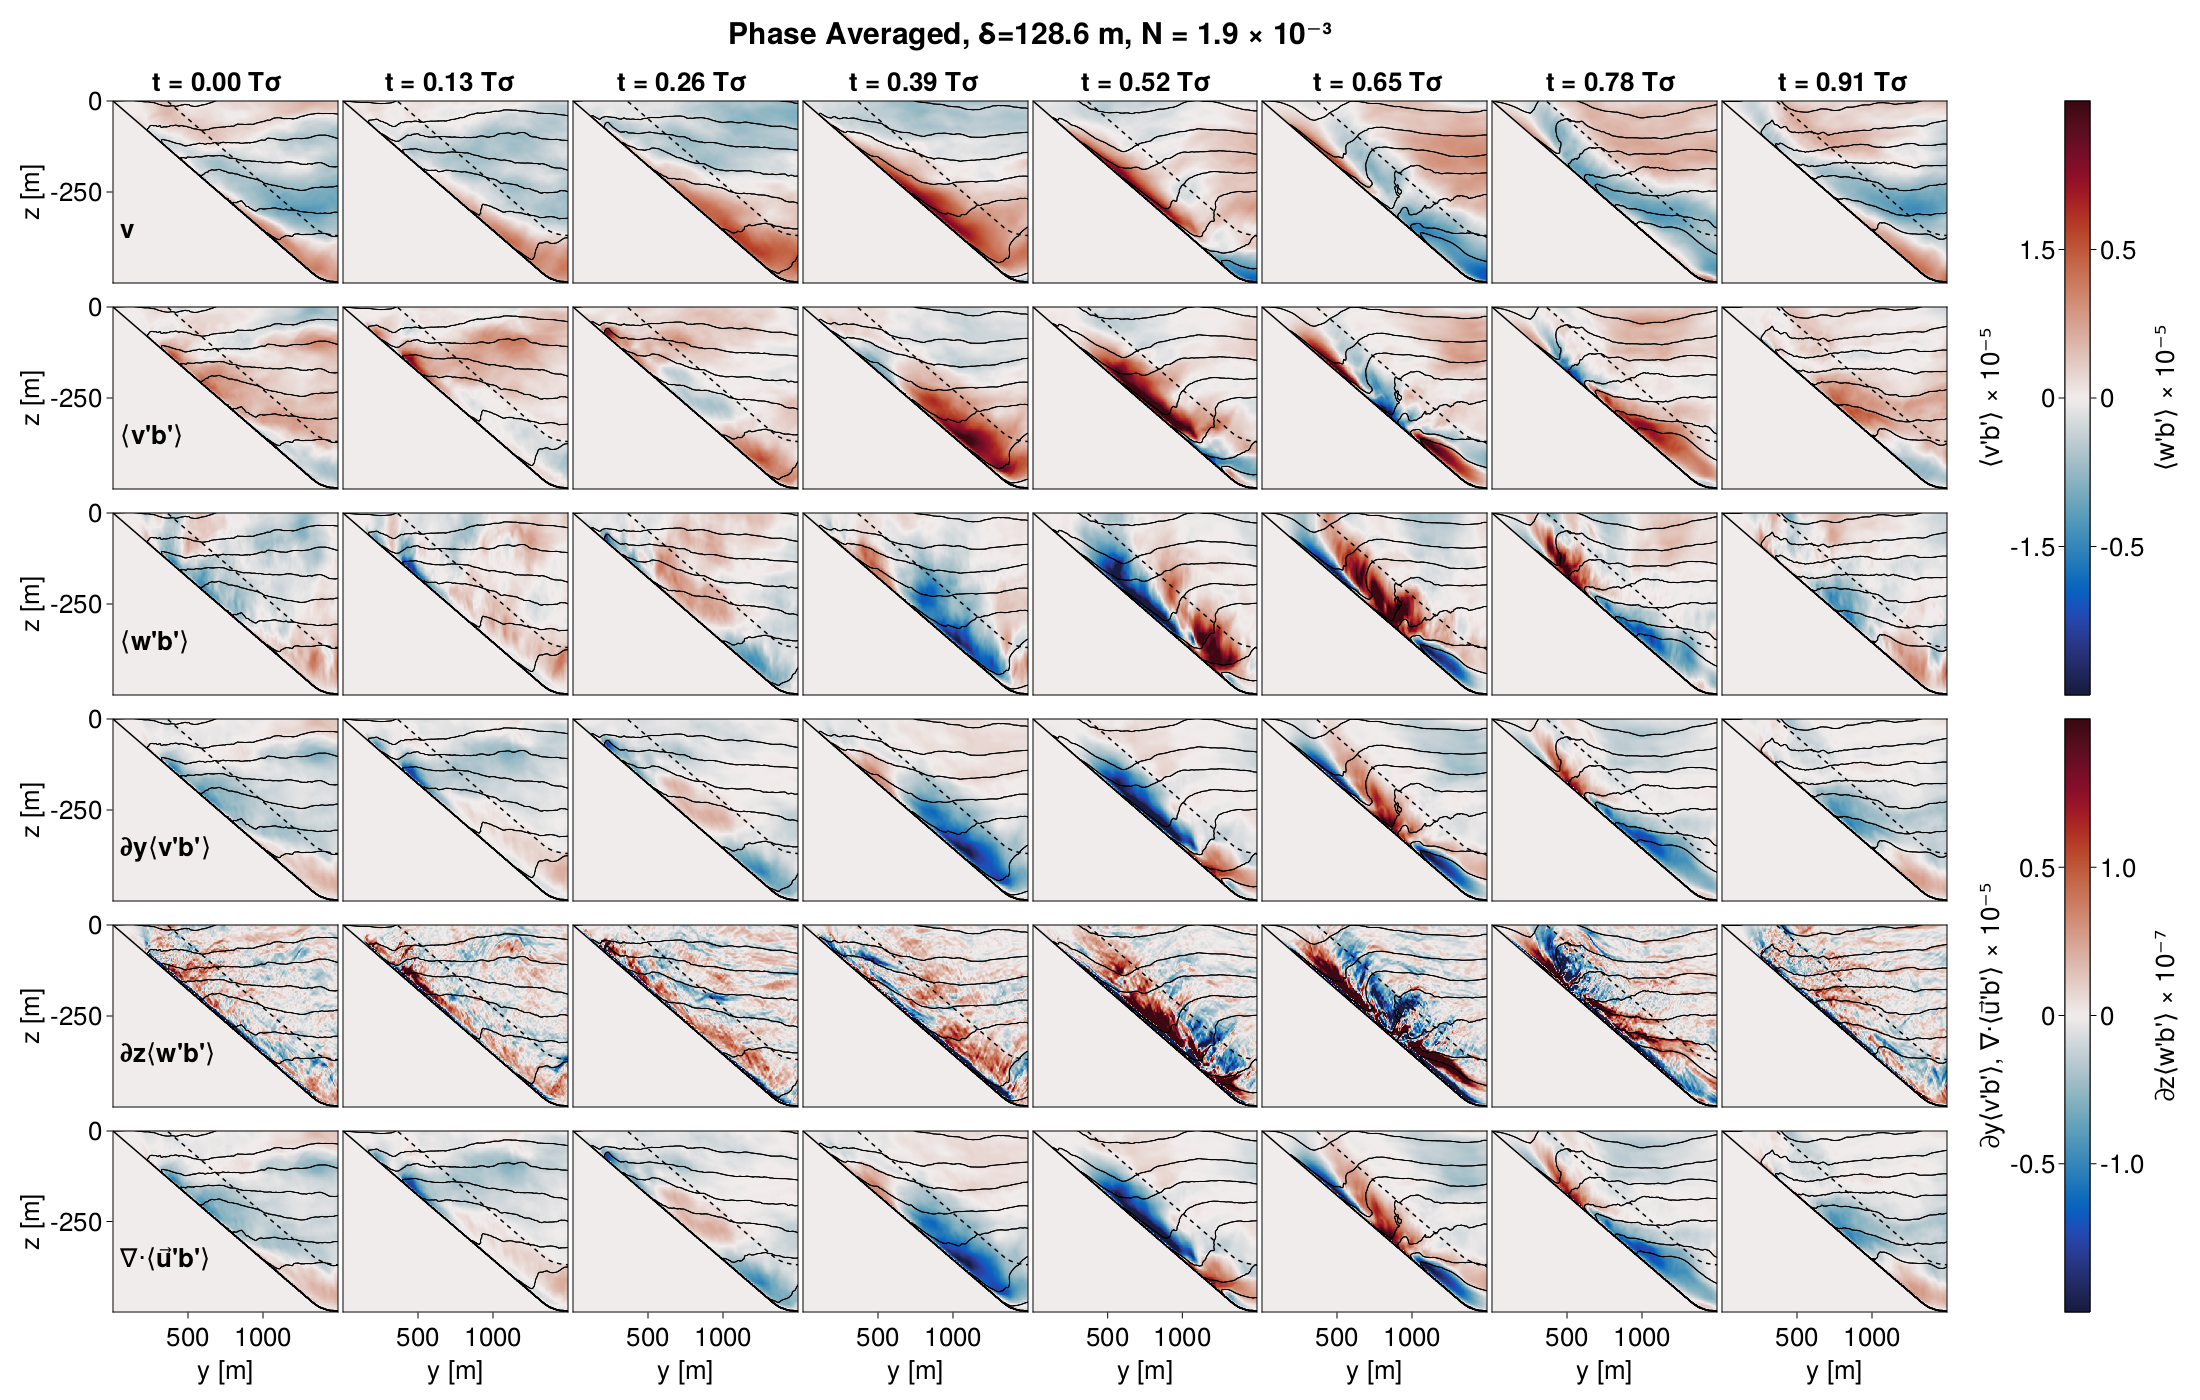 Phase Averaged, δ=128.6 m, N = 1.9 × 10⁻³
t = 0.00 Tσ t = 0.13 Tσ t = 0.26 Tσ t = 0.39 Tσ t = 0.52 Tσ t = 0.65 Tσ t = 0.78 Tσ t = 0.91 Tσ
0
-250
z [m]
v
0
-250
z [m]
⟨v'b'⟩
0
-250
z [m]
⟨w'b'⟩
0
-250
z [m]
∂y⟨v'b'⟩
0
-250
z [m]
∂z⟨w'b'⟩
0
-250
z [m]
∇·⟨u⃗'b'⟩
500 1000 500 1000 500 1000 500 1000 500 1000 500 1000 500 1000 500 1000
y [m] y [m] y [m] y [m] y [m] y [m] y [m] y [m]
1.5 0.5
0 0
-1.5 -0.5
⟨v'b'⟩ × 10⁻⁵
⟨w'b'⟩ × 10⁻⁵
0.5 1.0
0 0
-0.5 -1.0
∂y⟨v'b'⟩, ∇·⟨u⃗'b'⟩ × 10⁻⁵
∂z⟨w'b'⟩ × 10⁻⁷